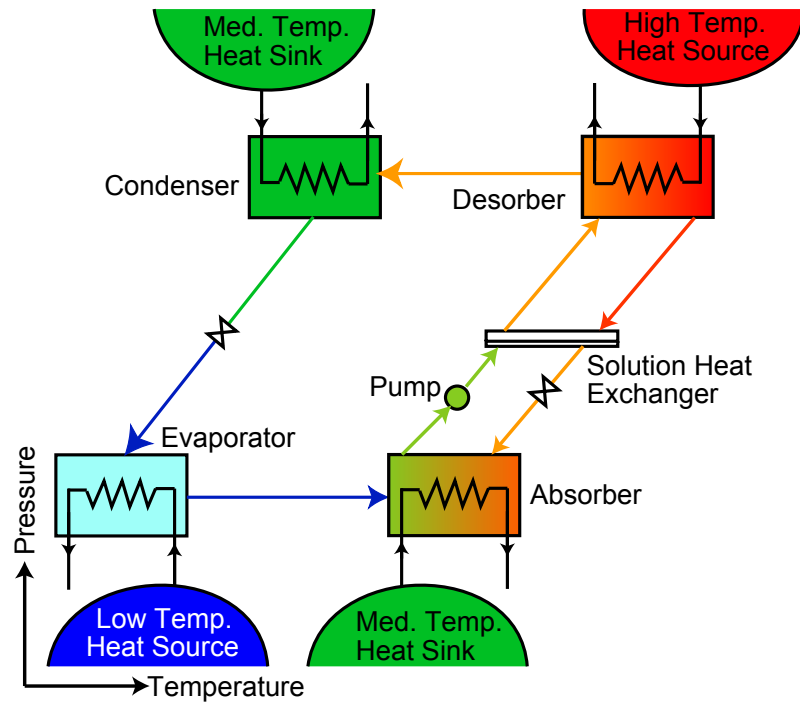 Med. Temp.
Heat Sink
High Temp.
Heat Source
Condenser
Desorber
Pump
Solution Heat
Exchanger
Evaporator
Absorber
Pressure
Low Temp.
Heat Source
Med. Temp.
Heat Sink
Temperature